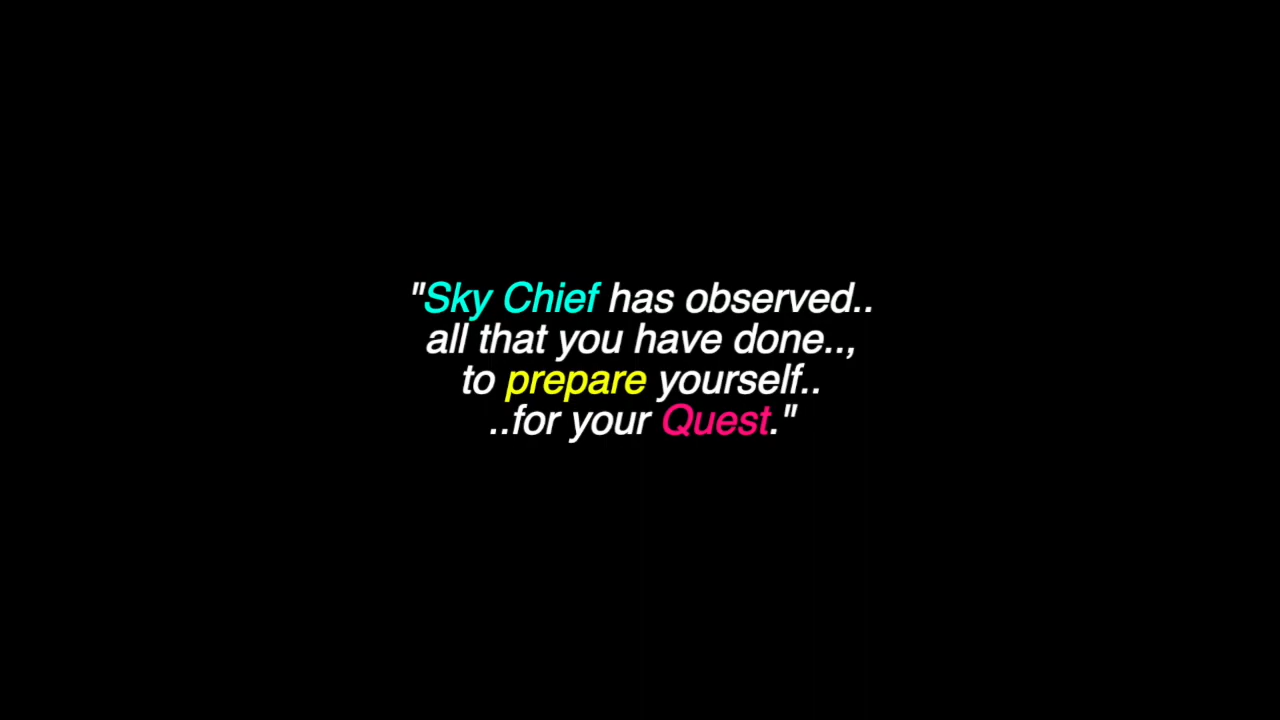 "Sky Chief has observed..
all that you have done..,
to prepare yourself..
..for your Quest."